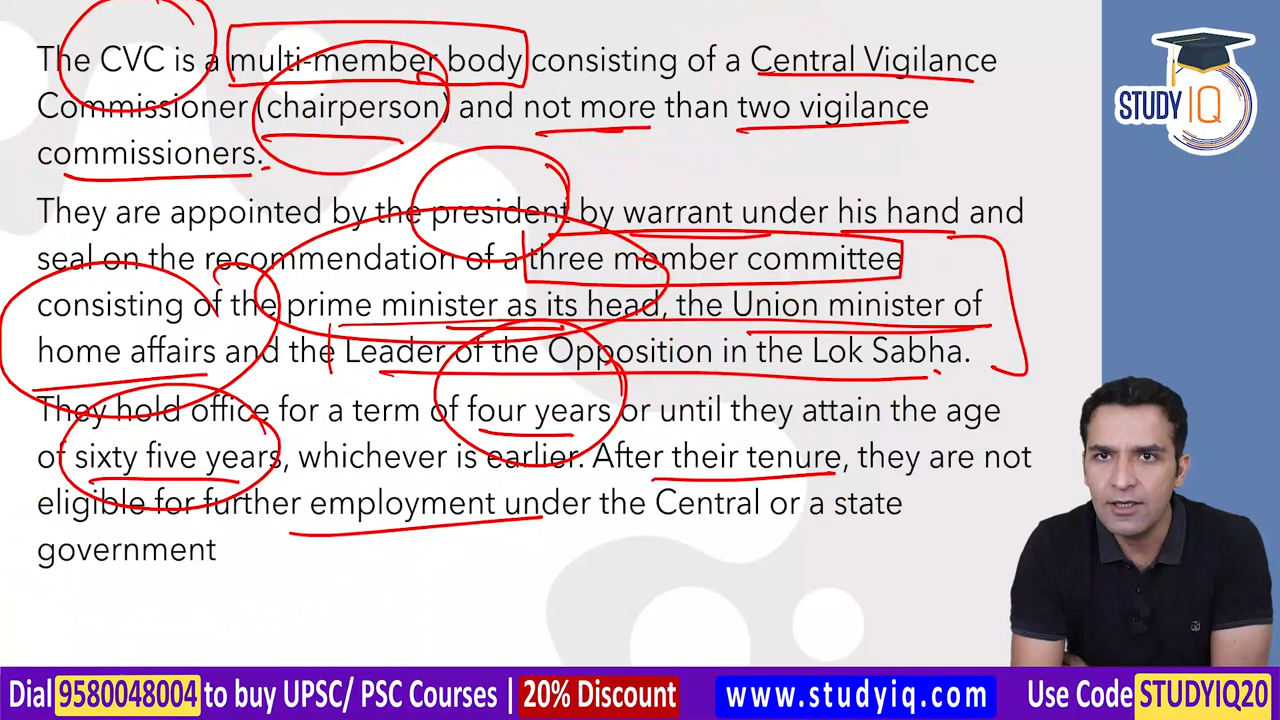 The CVC is a multi-member body consisting of a Central Vigilance
Commissioner (chairperson) and not more than two vigilance
commissioners.
They are appointed by the president by warrant under his hand and
seal on the recommendation of a three member committee
consisting of the prime minister as its head, the Union minister of
home affairs and the Leader of the Opposition in the Lok Sabha.
They hold office for a term of four years or until they attain the age
of sixty five years, whichever is earlier. After their tenure, they are not
eligible for further employment under the Central or a state
government
STUDY IQ
Dial 9580048004 to buy UPSC/ PSC Courses | 20% Discount
www.studyiq.com
Use Code STUDYIQ20